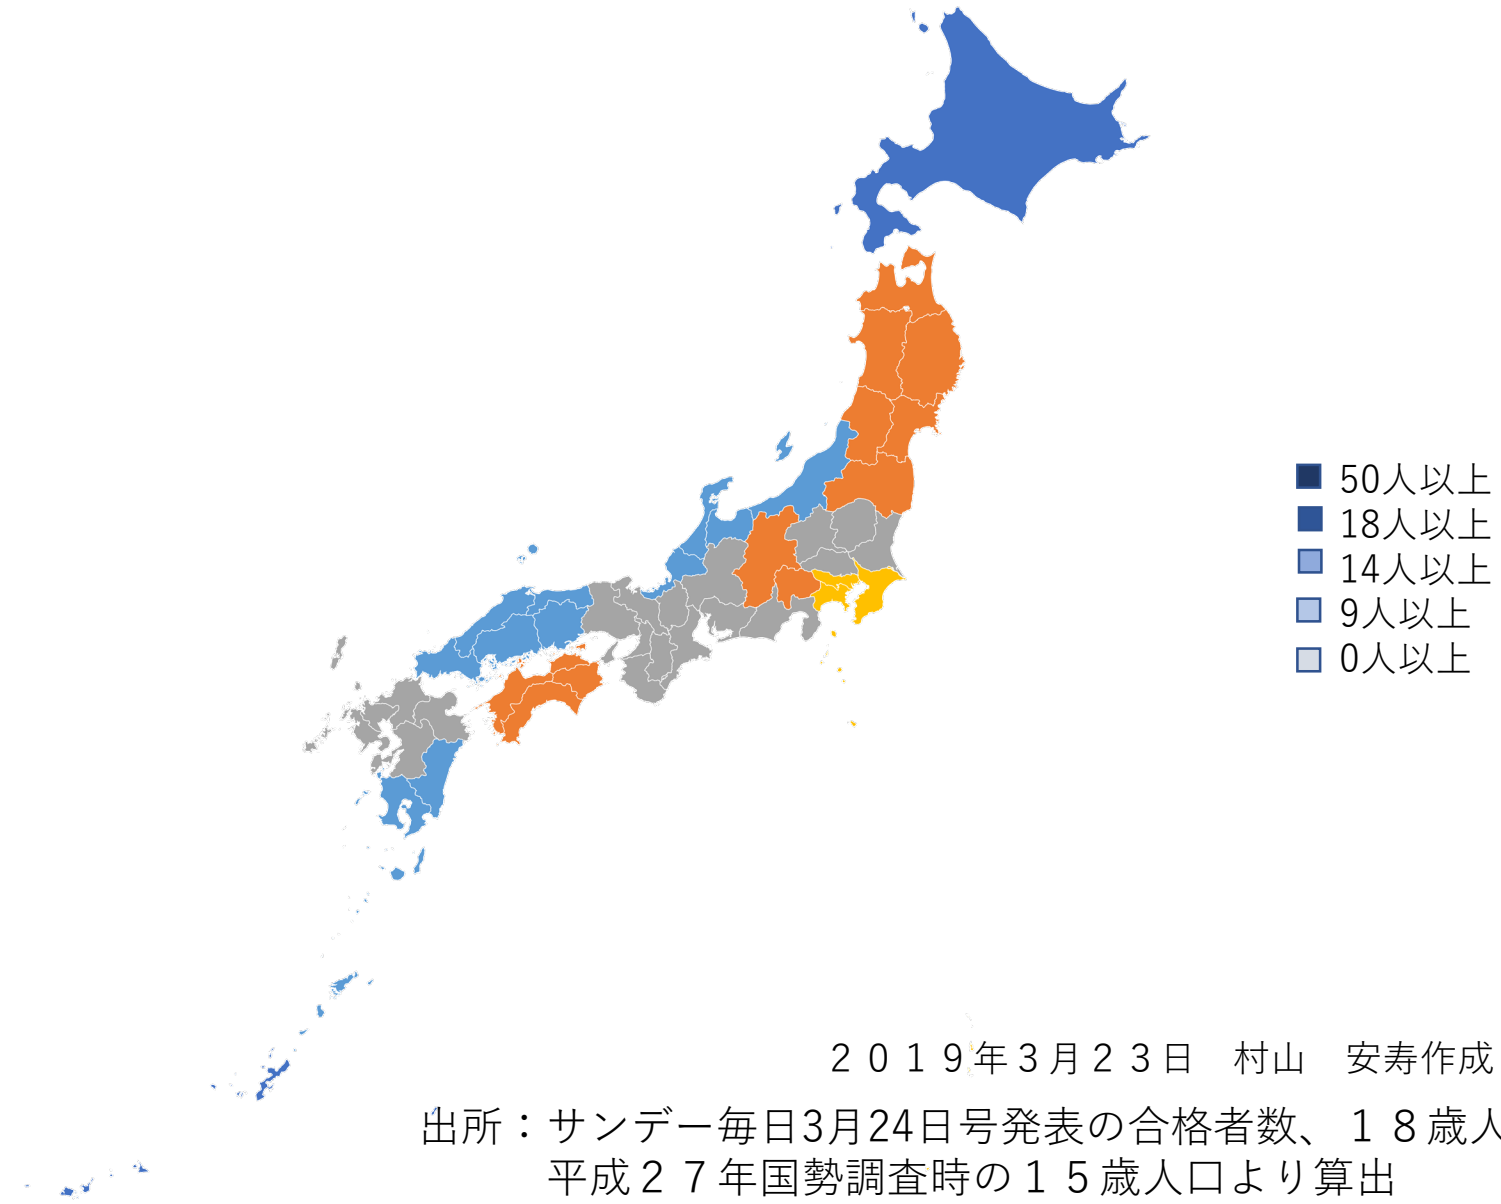 50人以上
18人以上
14人以上
9人以上
0人以上
２０１９年３月２３日　村山　安寿作成
出所：サンデー毎日3月24日号発表の合格者数、１８歳人
平成２７年国勢調査時の１５歳人口より算出